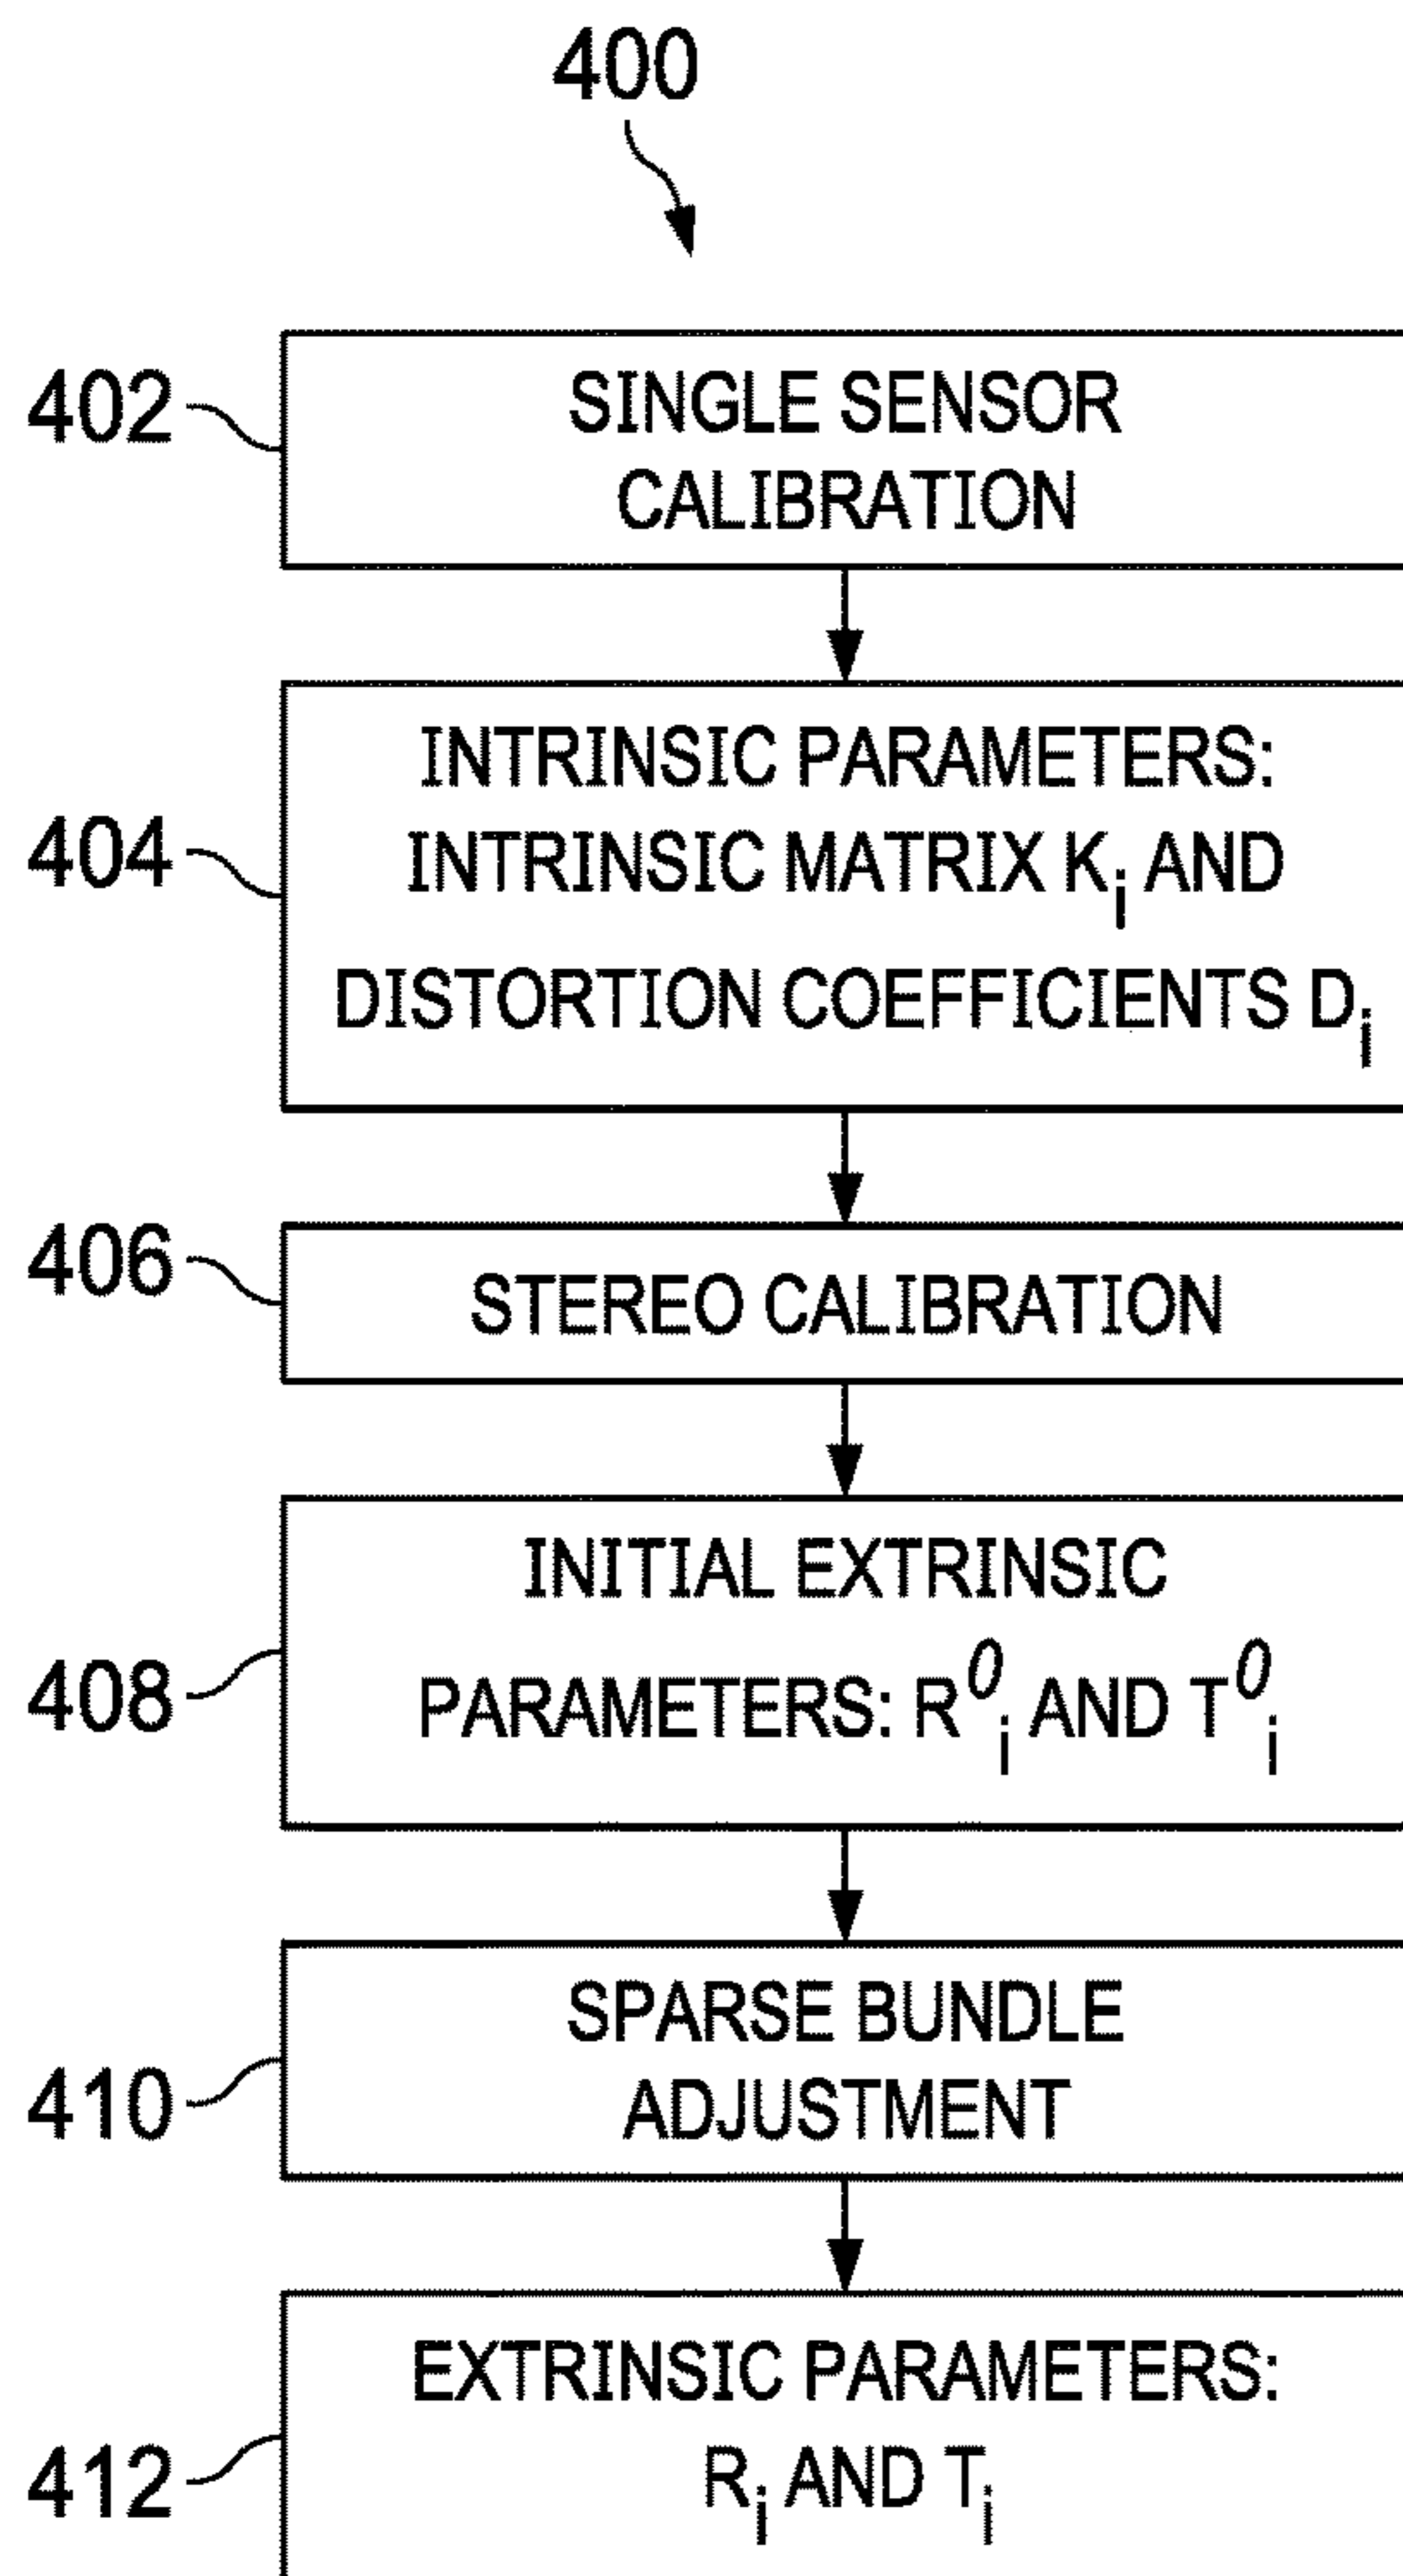 400
402
SINGLE SENSOR
CALIBRATION
404
INTRINSIC PARAMETERS:
INTRINSIC MATRIX Kᵢ AND
DISTORTION COEFFICIENTS Dᵢ
406
STEREO CALIBRATION
408
INITIAL EXTRINSIC
PARAMETERS: R⁰ᵢ AND T⁰ᵢ
410
SPARSE BUNDLE
ADJUSTMENT
412
EXTRINSIC PARAMETERS:
Rᵢ AND Tᵢ